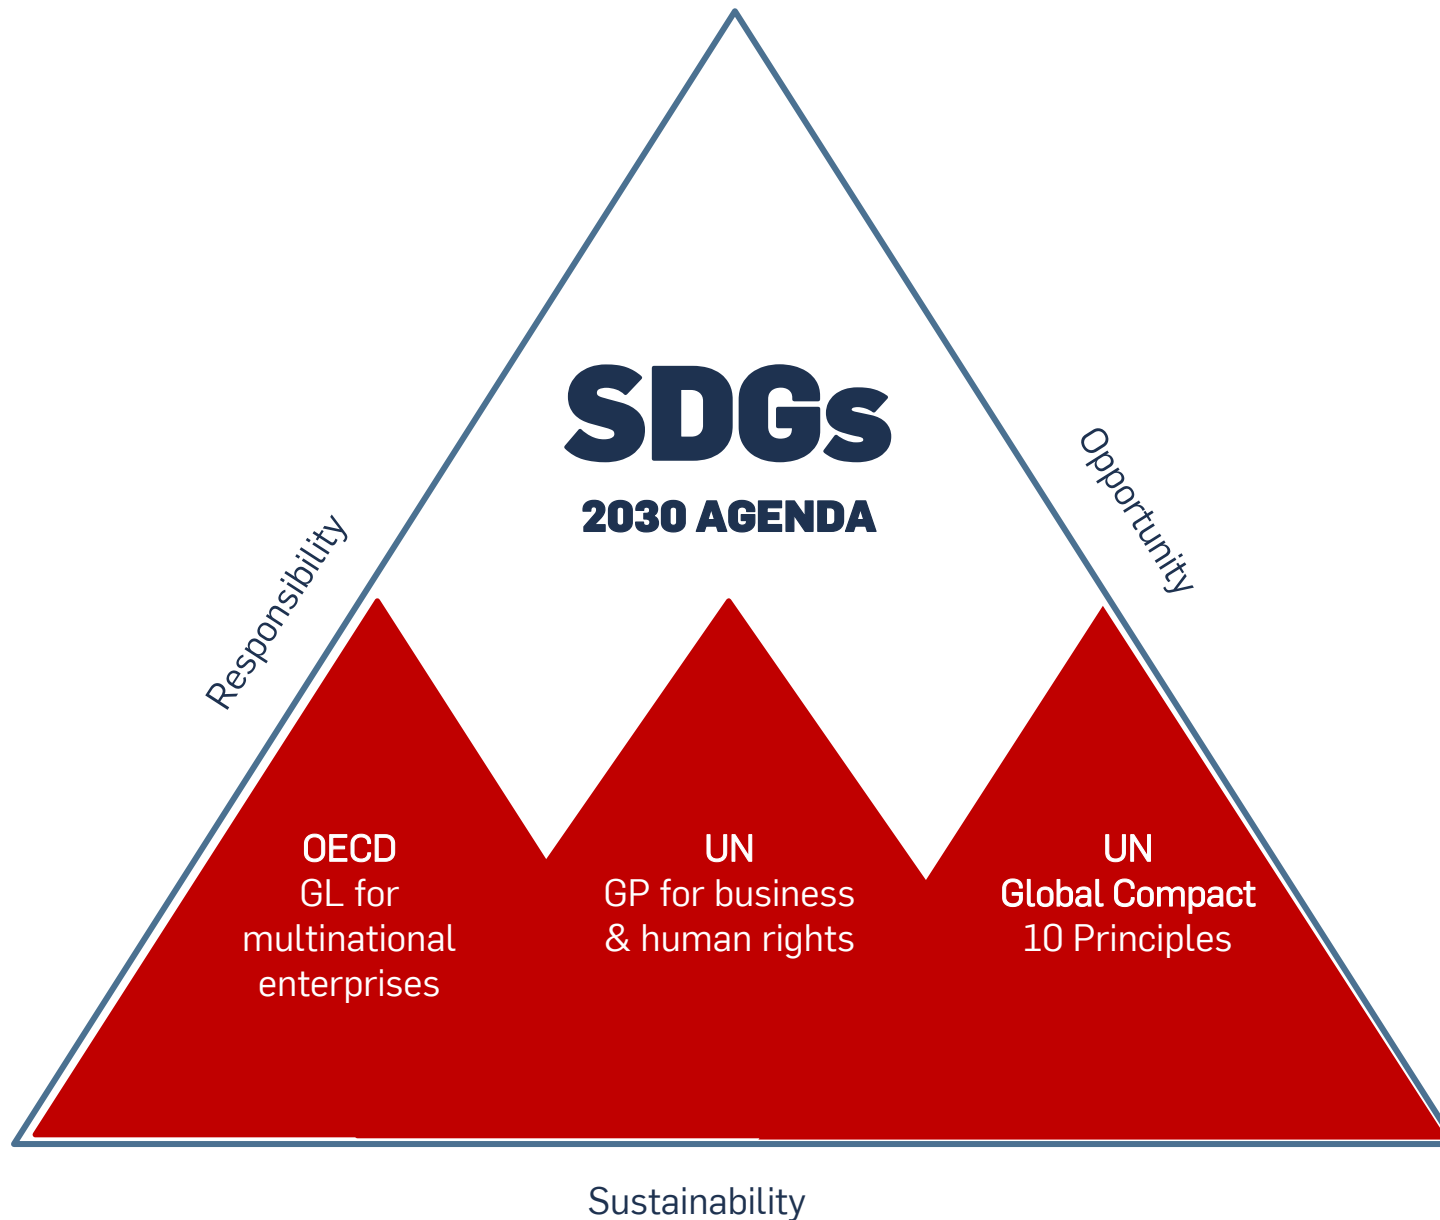 SDGs
2030 AGENDA
Responsibility
Opportunity
OECD
GL for
multinational
enterprises
UN
GP for business
& human rights
UN
Global Compact
10 Principles
Sustainability